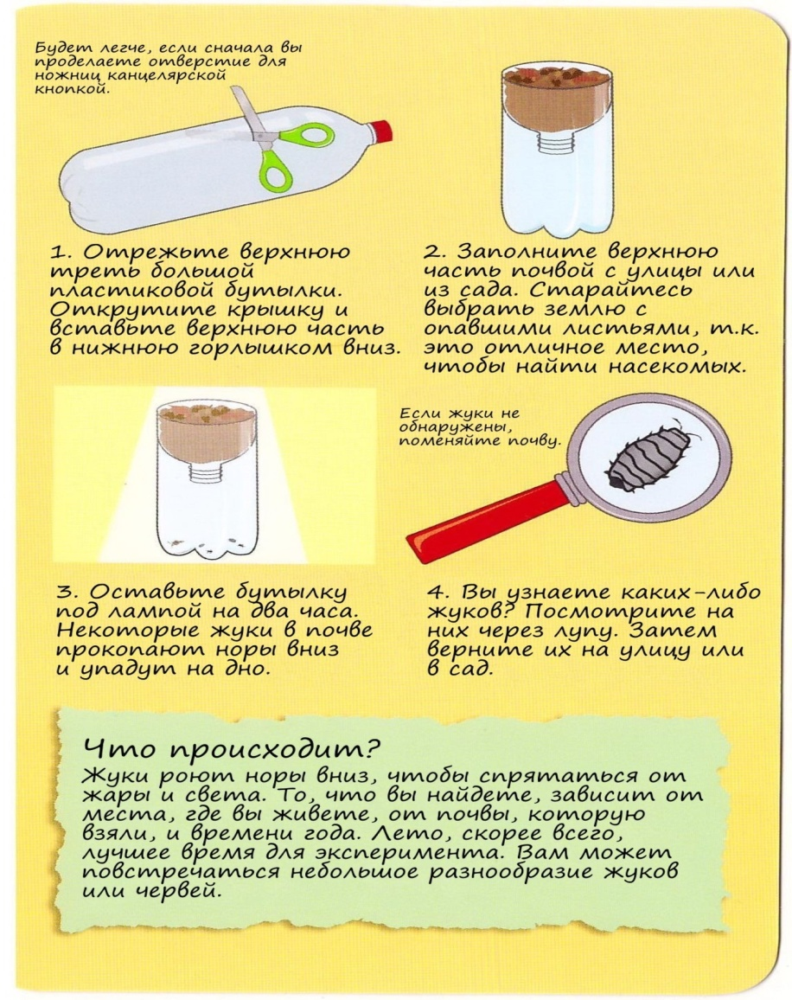 Будет легче, если сначала вы
проделаете отверстие для
ножниц канцелярской
кнопкой.
1. Отрежьте верхнюю
треть большой
пластиковой бутылки.
Открутите крышку и
вставьте верхнюю часть
в нижнюю горлышком вниз.
2. Заполните верхнюю
часть почвой с улицы или
из сада. Старайтесь
выбрать землю с
опавшими листьями, т.к.
это отличное место,
чтобы найти насекомых.
Если жуки не
обнаружены,
поменяйте почву.
3. Оставьте бутылку
под лампой на два часа.
Некоторые жуки в почве
прокопают норы вниз
и упадут на дно.
4. Вы узнаете каких-либо
жуков? Посмотрите на
них через лупу. Затем
верните их на улицу или
в сад.
Что происходит?
Жуки роют норы вниз, чтобы спрятаться от
жары и света. То, что вы найдете, зависит от
места, где вы живете, от почвы, которую
взяли, и времени года. Лето, скорее всего,
лучшее время для эксперимента. Вам может
повстречаться небольшое разнообразие жуков
или червей.